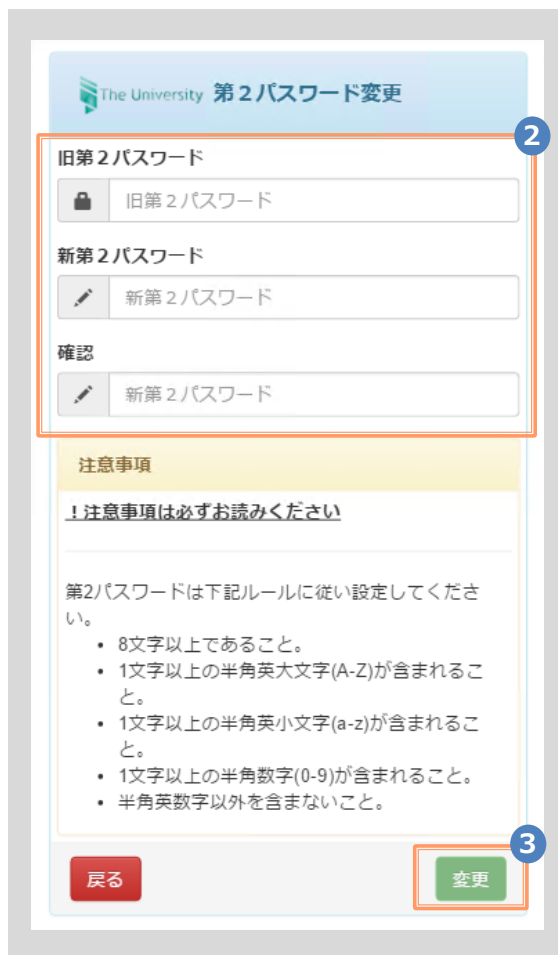 The University 第２パスワード変更
2
旧第２パスワード
旧第２パスワード
新第２パスワード
新第２パスワード
確認
新第２パスワード
注意事項
！注意事項は必ずお読みください
第2パスワードは下記ルールに従い設定してくださ
い。
• 8文字以上であること。
• 1文字以上の半角英大文字(A-Z)が含まれるこ
と。
• 1文字以上の半角英小文字(a-z)が含まれるこ
と。
• 1文字以上の半角数字(0-9)が含まれること。
• 半角英数字以外を含まないこと。
3
戻る
変更